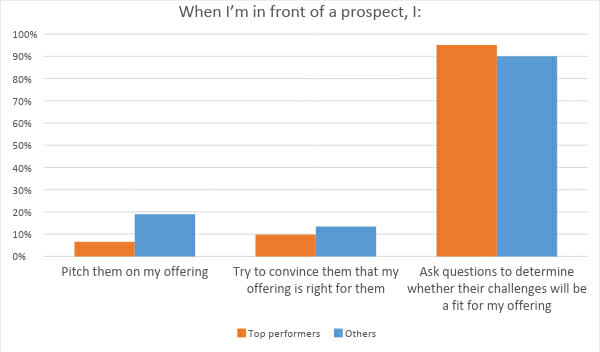 When I'm in front of a prospect, I:
100%
90%
80%
70%
60%
50%
40%
30%
20%
10%
0%
Pitch them on my offering
Try to convince them that my
offering is right for them
Ask questions to determine
whether their challenges will be
a fit for my offering
Top performers
Others